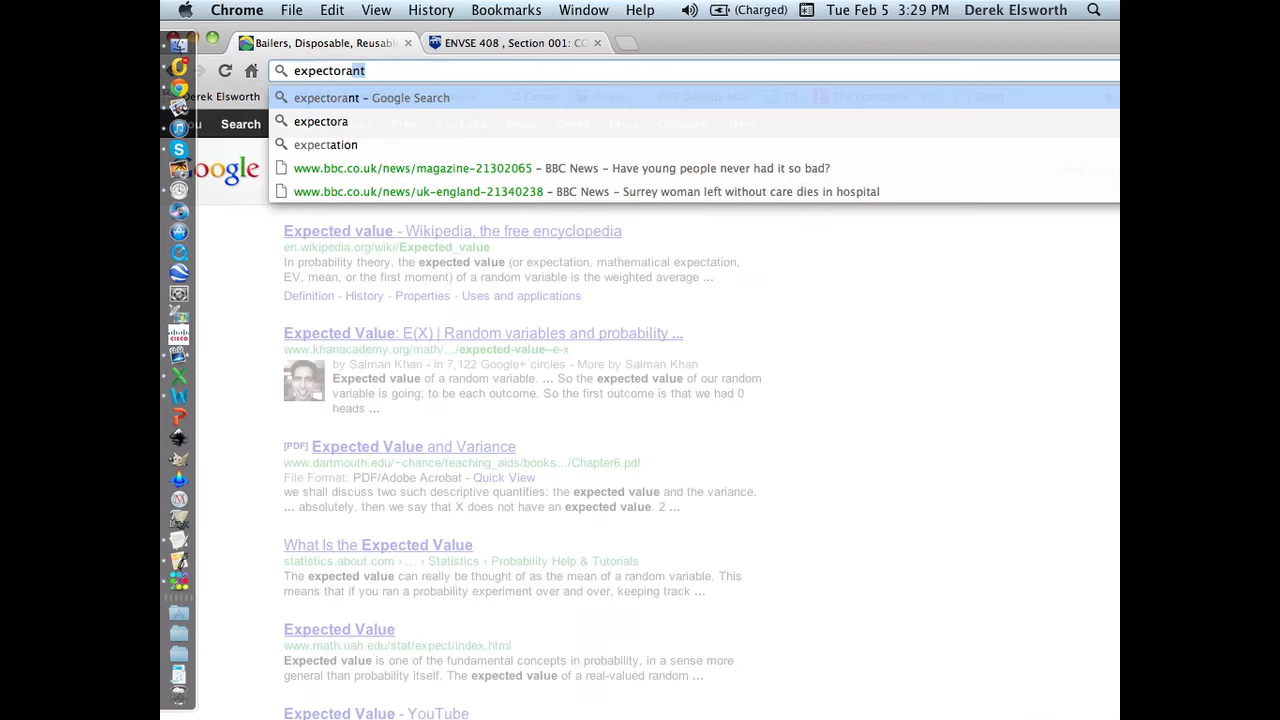 Chrome File Edit View History Bookmarks Window Help (Charged) Tue Feb 5 3:29 PM Derek Elsworth
Bailers, Disposable, Reusabl ENVSE 408 , Section 001: CC
expectorant
Derek Elsworth
expectorant - Google Search
ou Search
expectora
expectation
oogle
www.bbc.co.uk/news/magazine-21302065 - BBC News - Have young people never had it so bad?
www.bbc.co.uk/news/uk-england-21340238 - BBC News - Surrey woman left without care dies in hospital
Expected value - Wikipedia, the free encyclopedia
en.wikipedia.org/wiki/Expected_value
In probability theory, the expected value (or expectation, mathematical expectation,
EV, mean, or the first moment) of a random variable is the weighted average ...
Definition - History - Properties - Uses and applications
Expected Value: E(X) | Random variables and probability ...
www.khanacademy.org/math/.../expected-value--e-x
by Salman Khan - in 7,122 Google+ circles - More by Salman Khan
Expected value of a random variable. ... So the expected value of our random
variable is going; to be each outcome. So the first outcome is that we had 0
heads ...
[PDF] Expected Value and Variance
www.dartmouth.edu/~chance/teaching_aids/books.../Chapter6.pdf
File Format: PDF/Adobe Acrobat - Quick View
we shall discuss two such descriptive quantities: the expected value and the variance.
... absolutely, then we say that X does not have an expected value. 2 ...
What Is the Expected Value
statistics.about.com › ... › Statistics › Probability Help & Tutorials
The expected value can really be thought of as the mean of a random variable. This
means that if you ran a probability experiment over and over, keeping track ...
Expected Value
www.math.uah.edu/stat/expect/index.html
Expected value is one of the fundamental concepts in probability, in a sense more
general than probability itself. The expected value of a real-valued random ...
Expected Value - YouTube
CISCO